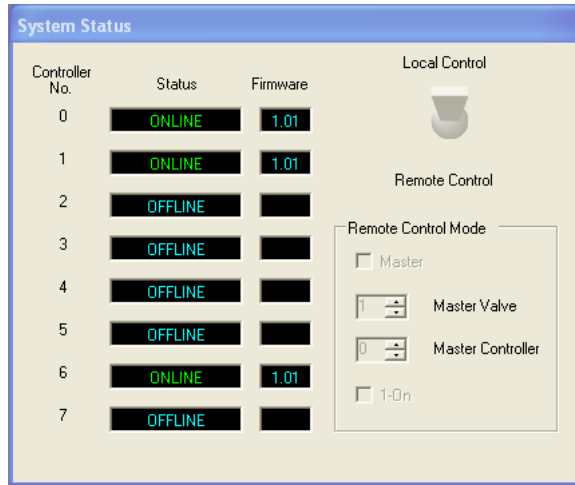 System Status
Controller No. Status Firmware
0 ONLINE 1.01
1 ONLINE 1.01
2 OFFLINE
3 OFFLINE
4 OFFLINE
5 OFFLINE
6 ONLINE 1.01
7 OFFLINE
Local Control
Remote Control
Remote Control Mode
Master
1 Master Valve
0 Master Controller
1-On